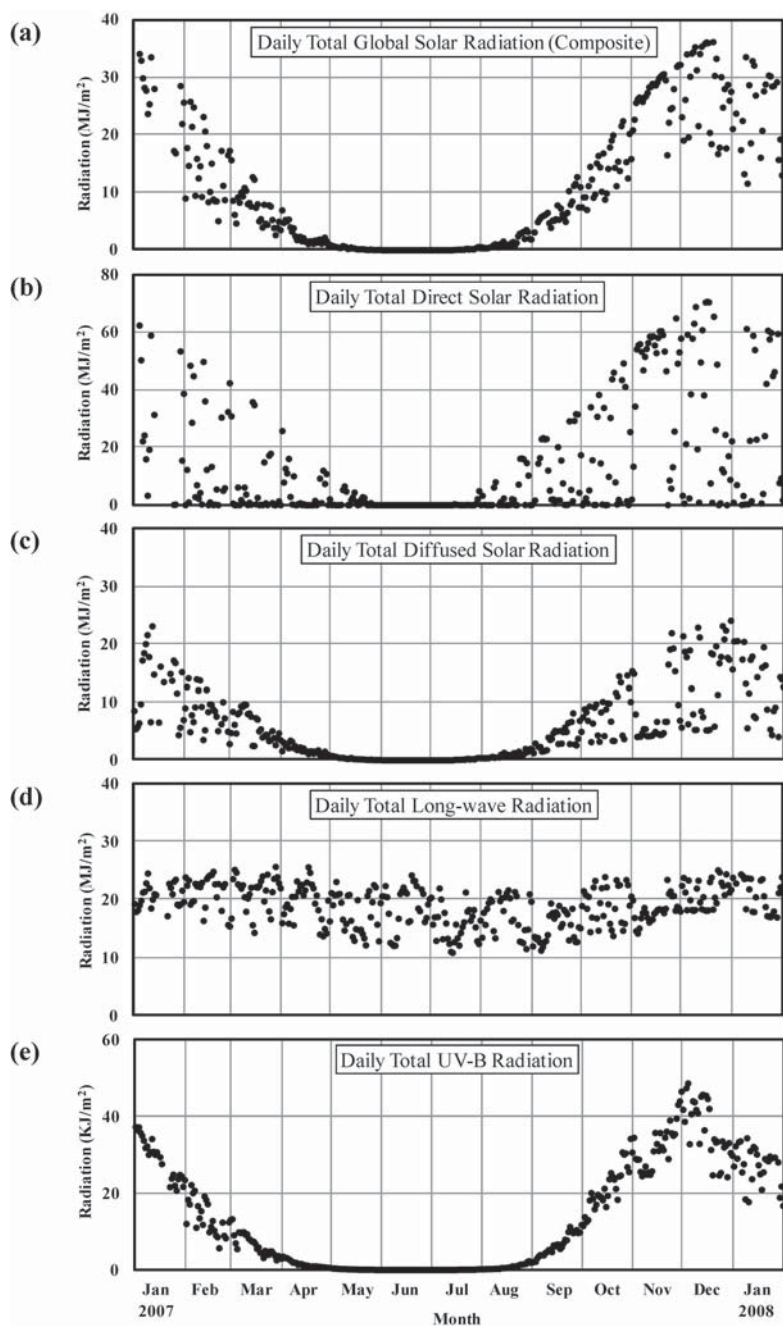 (a)
Daily Total Global Solar Radiation (Composite)
Radiation (MJ/m²)
40
30
20
10
0
(b)
Daily Total Direct Solar Radiation
Radiation (MJ/m²)
80
60
40
20
0
(c)
Daily Total Diffused Solar Radiation
Radiation (MJ/m²)
40
30
20
10
0
(d)
Daily Total Long-wave Radiation
Radiation (MJ/m²)
40
30
20
10
0
(e)
Daily Total UV-B Radiation
Radiation (KJ/m²)
60
40
20
0
Jan Feb Mar Apr May Jun Jul Aug Sep Oct Nov Dec Jan
2007 Month 2008